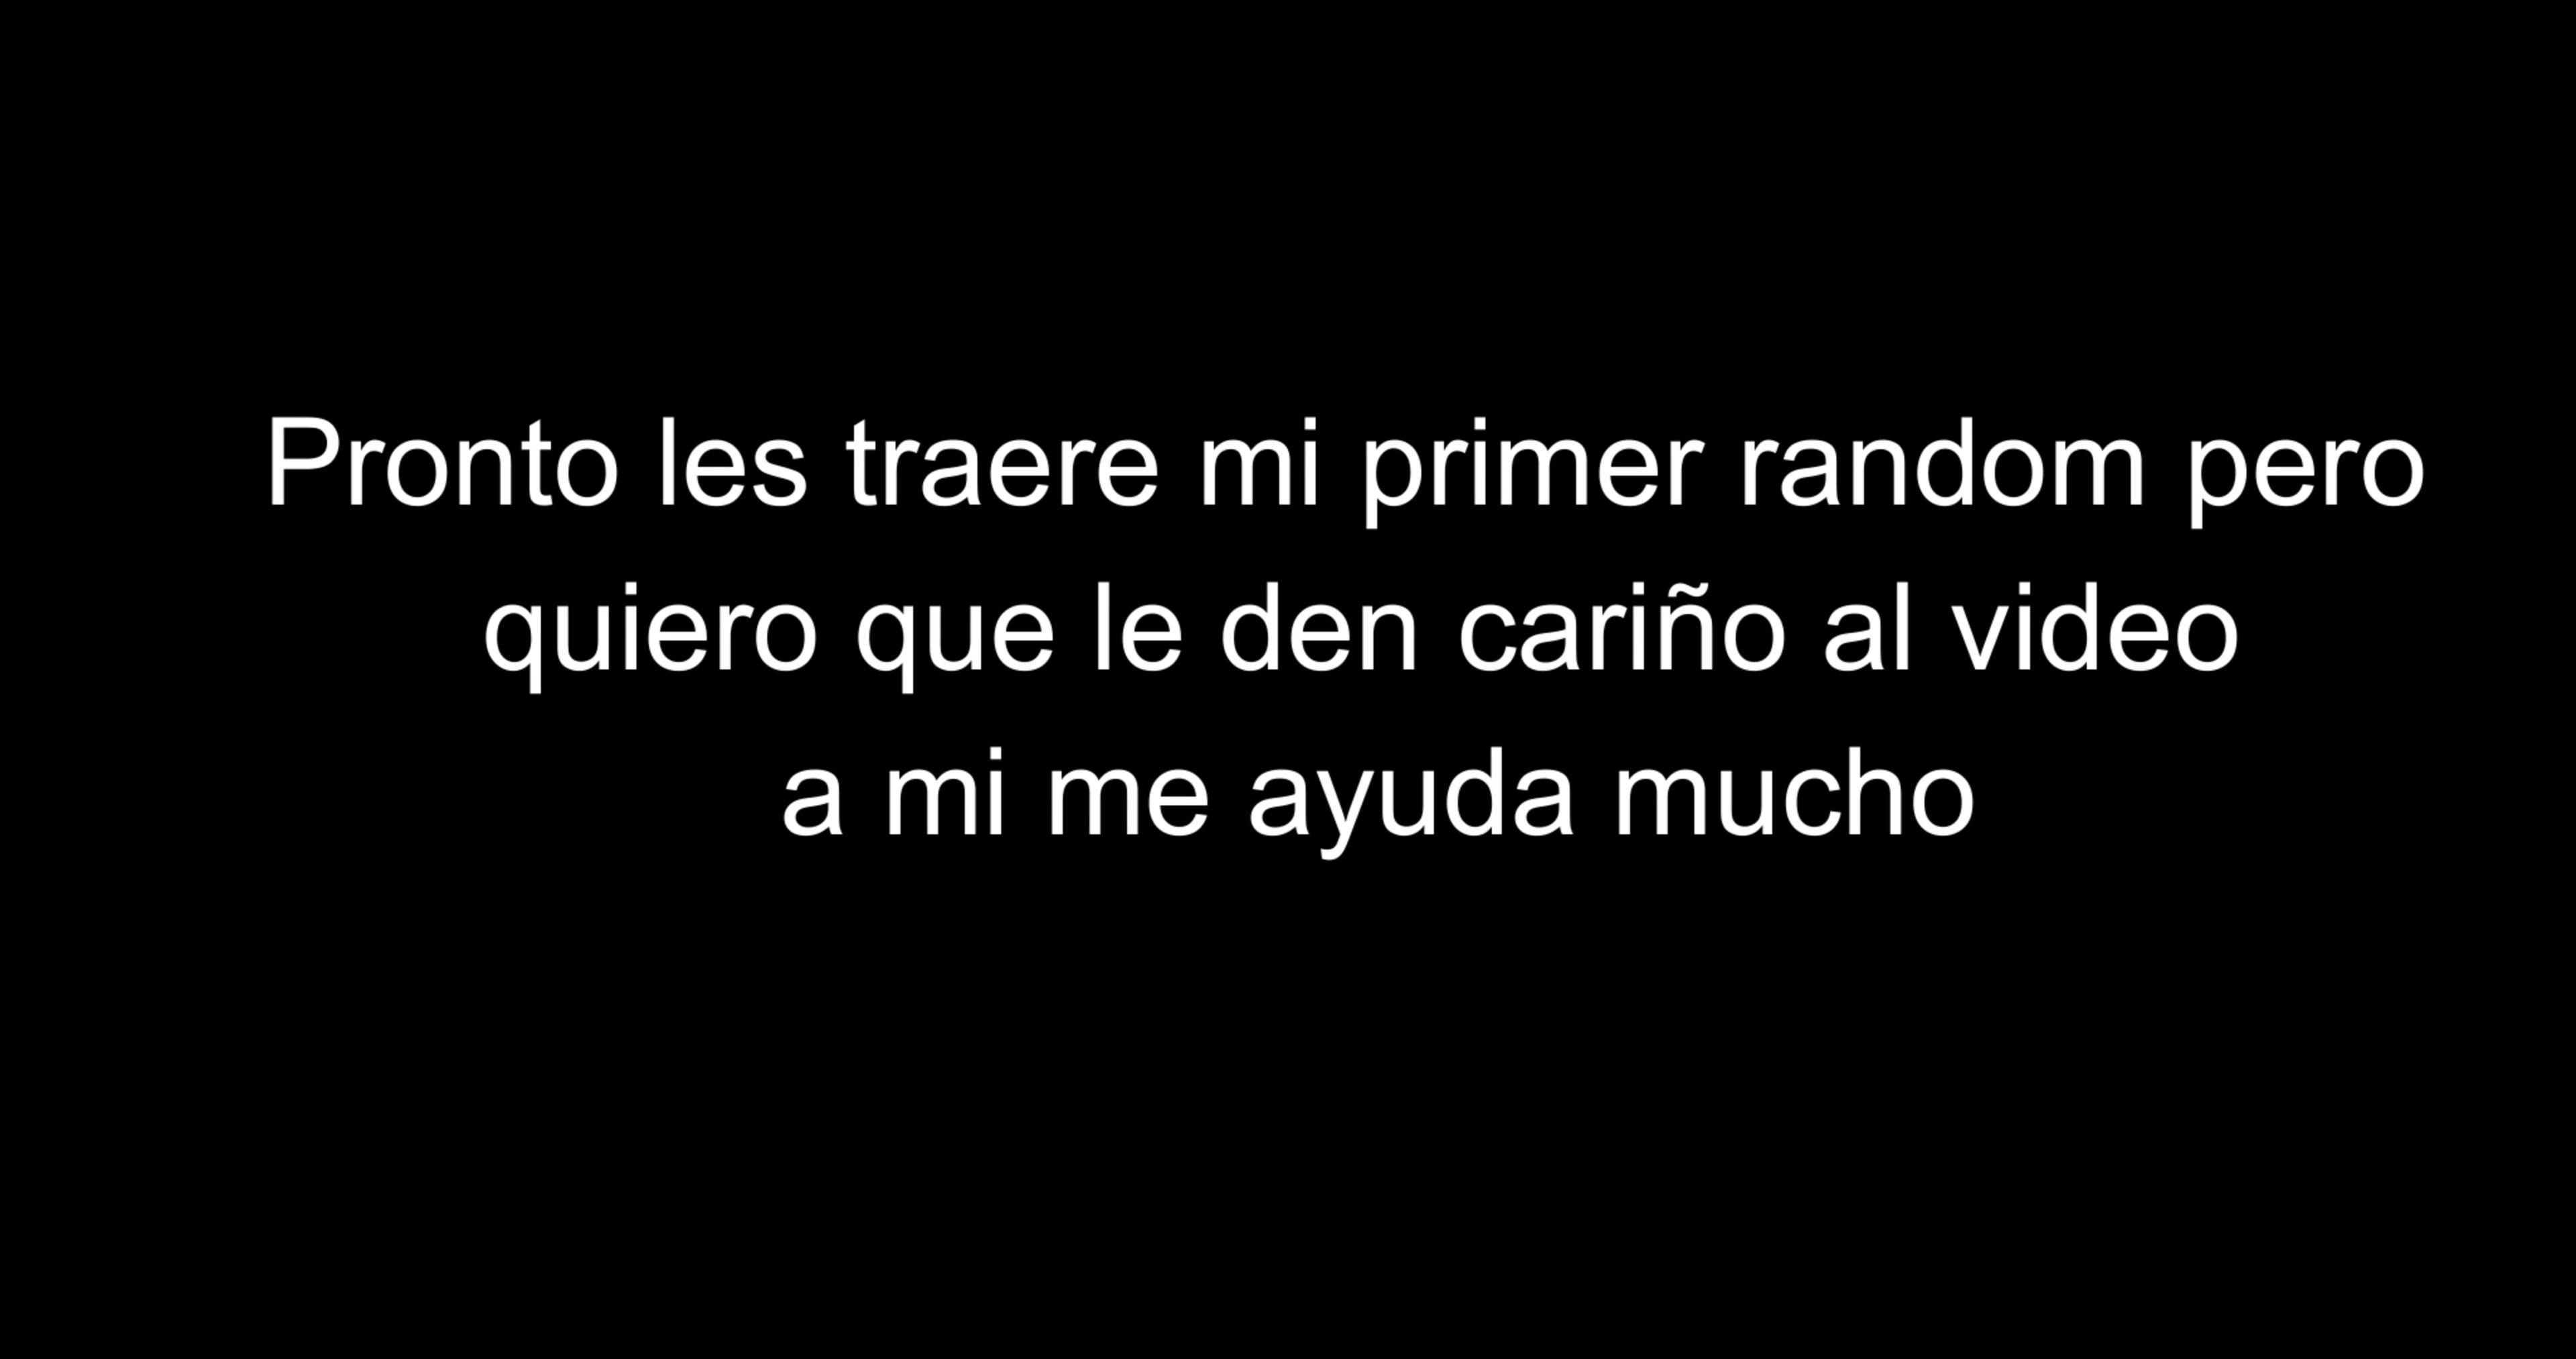 Pronto les traere mi primer random pero
quiero que le den cariño al video
a mi me ayuda mucho